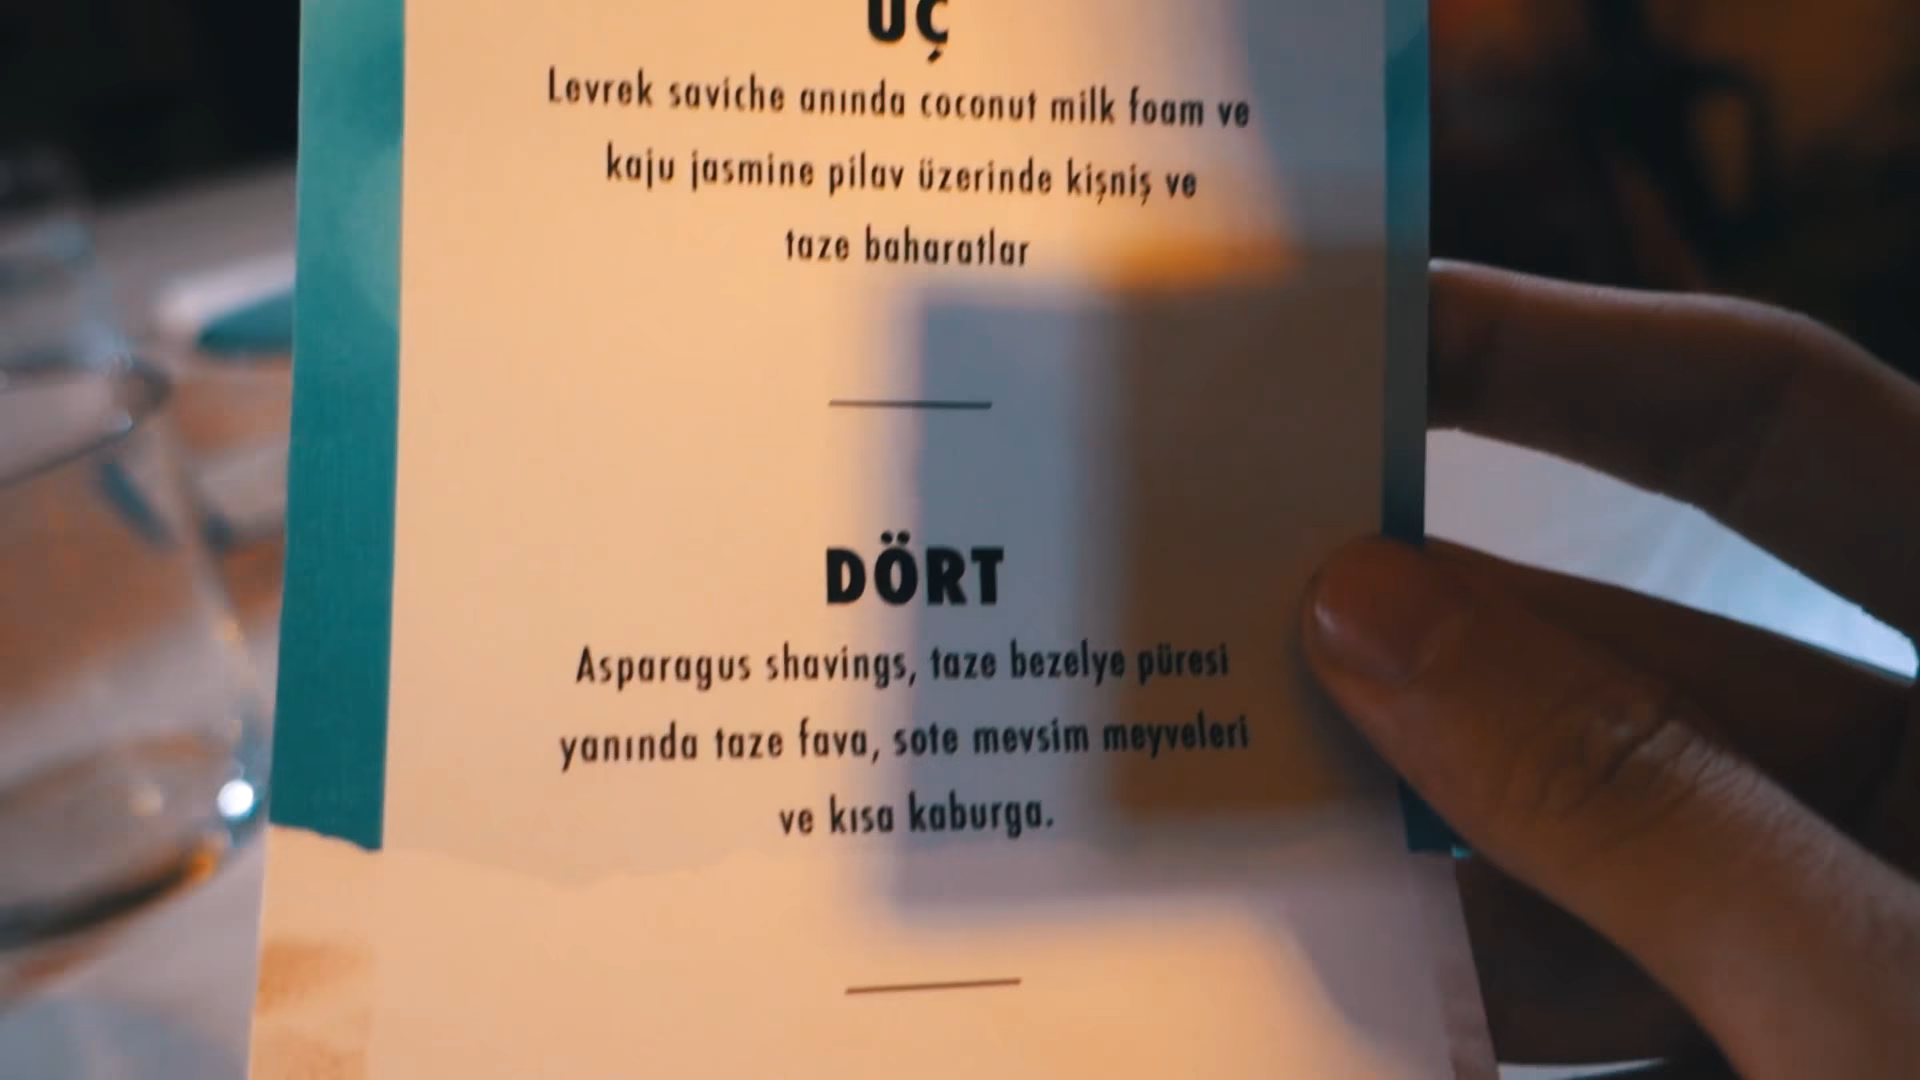 ÜÇ
Levrek saviche anında coconut milk foam ve
kaju jasmine pilav üzerinde kişniş ve
taze baharatlar
DÖRT
Asparagus shavings, taze bezelye püresi
yanında taze fava, sote mevsim meyveleri
ve kısa kaburga.